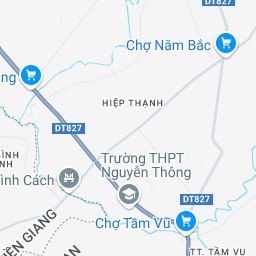 DT827
Chợ Năm Bắc
HIỆP THẠNH
DT827
Trường THPT
Nguyễn Thông
DT827
Chợ Tầm Vu
TT. TẦM VU